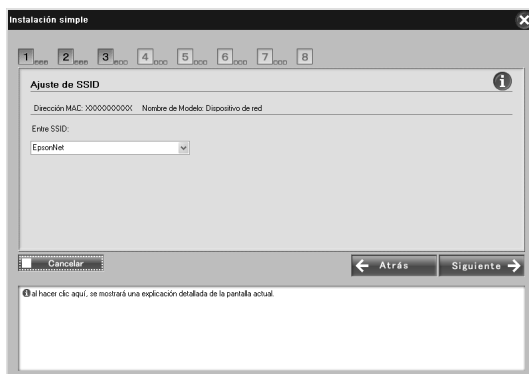 Instalación simple
1 2 3 4 5 6 7 8
Ajuste de SSID
Dirección MAC: XXXXXXXXXX Nombre de Modelo: Dispositivo de red
Entre SSID:
EpsonNet
Cancelar
Atrás
Siguiente
al hacer clic aquí, se mostrará una explicación detallada de la pantalla actual.